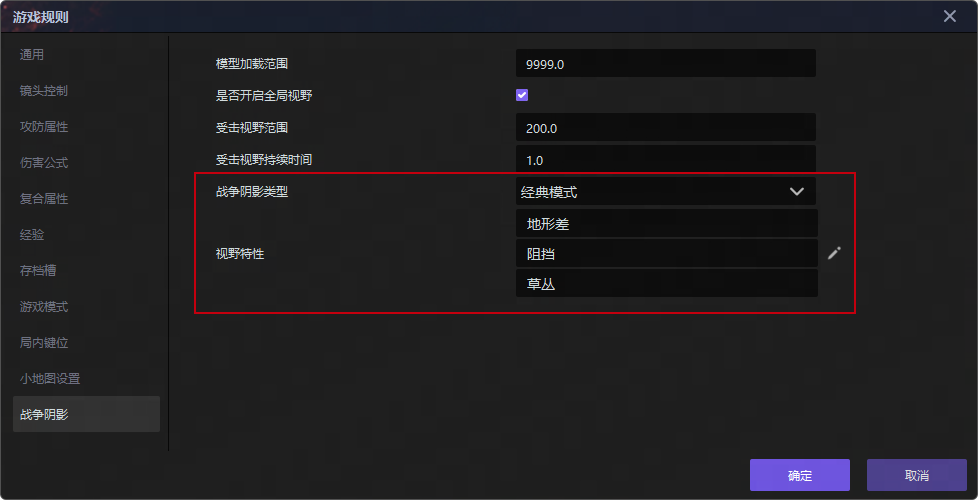 游戏规则
通用
镜头控制
攻防属性
伤害公式
复合属性
经验
存档槽
游戏模式
局内键位
小地图设置
战争阴影
模型加载范围 9999.0
是否开启全局视野
受击视野范围 200.0
受击视野持续时间 1.0
战争阴影类型 经典模式
视野特性
地形差
阻挡
草丛
确定 取消